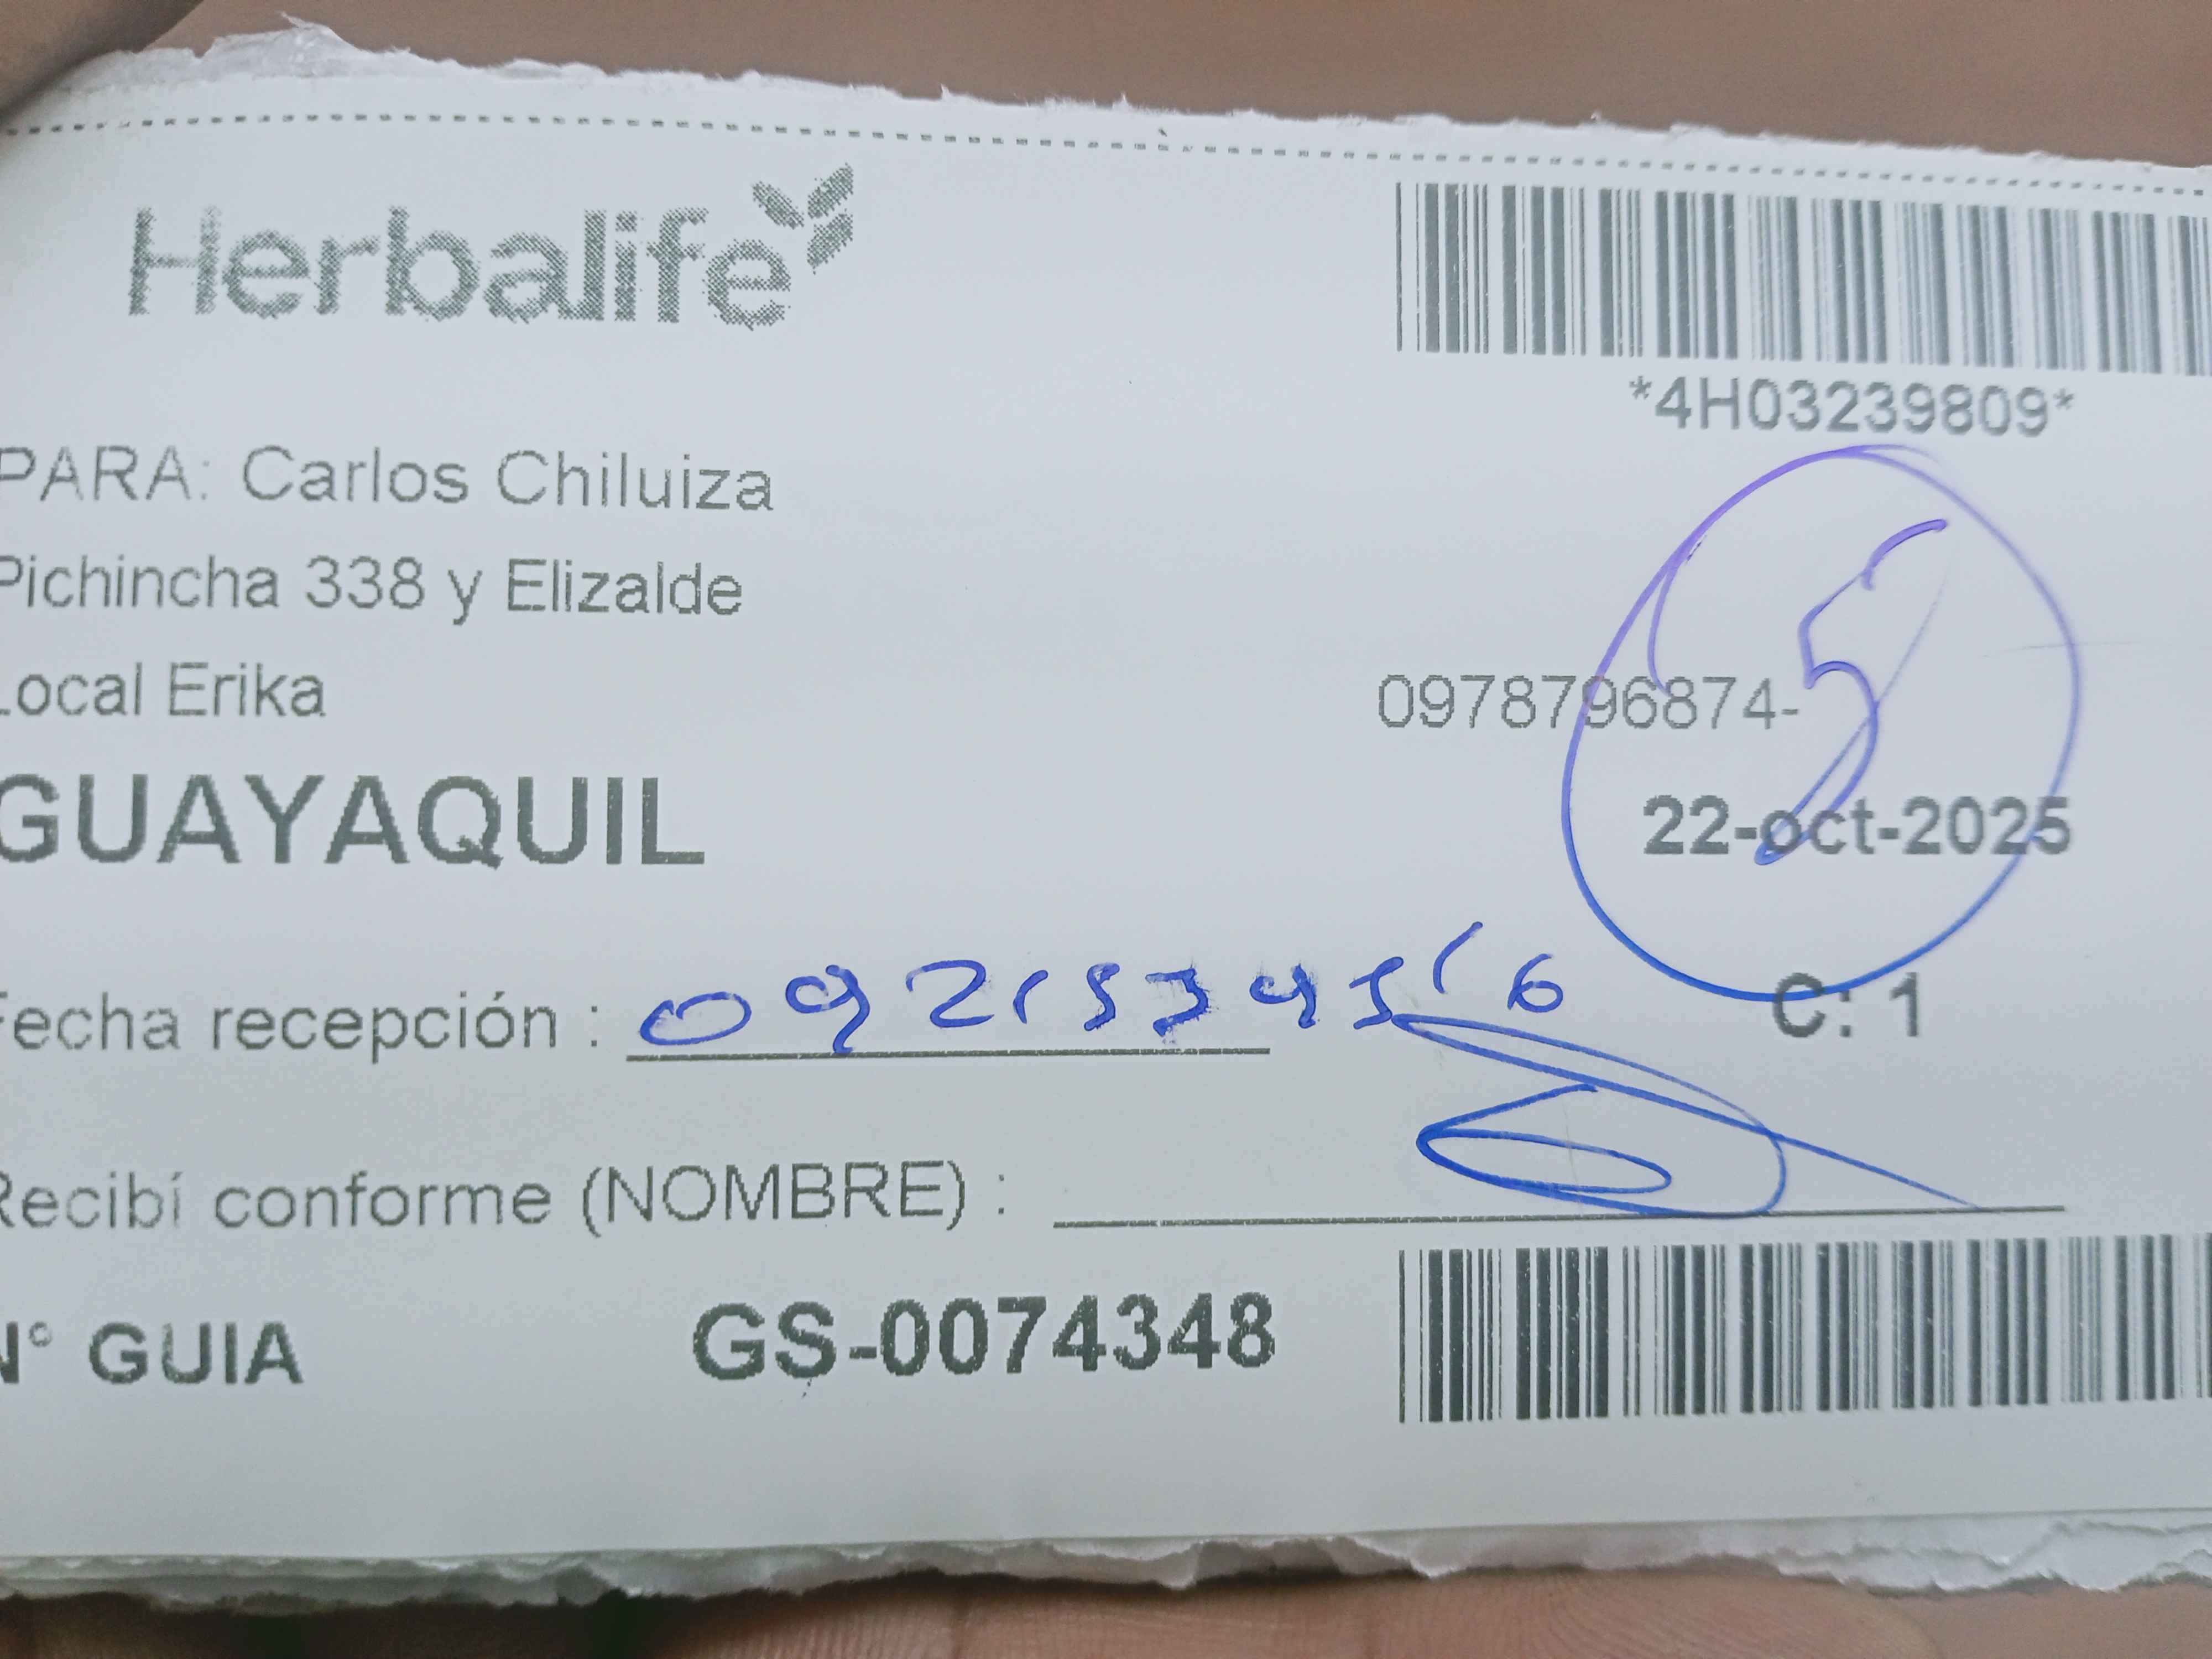 Herbalife
*4H03239809*
PARA: Carlos Chiluiza
Pichincha 338 y Elizalde
Local Erika
0978796874-
GUAYAQUIL
22-oct-2025
5
C: 1
Fecha recepción :
Recibí conforme (NOMBRE) :
N° GUIA GS-0074348